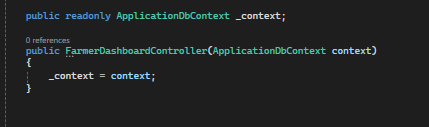 public readonly ApplicationDbContext _context;
0 references
public FarmerDashboardController(ApplicationDbContext context)
{
_context = context;
}